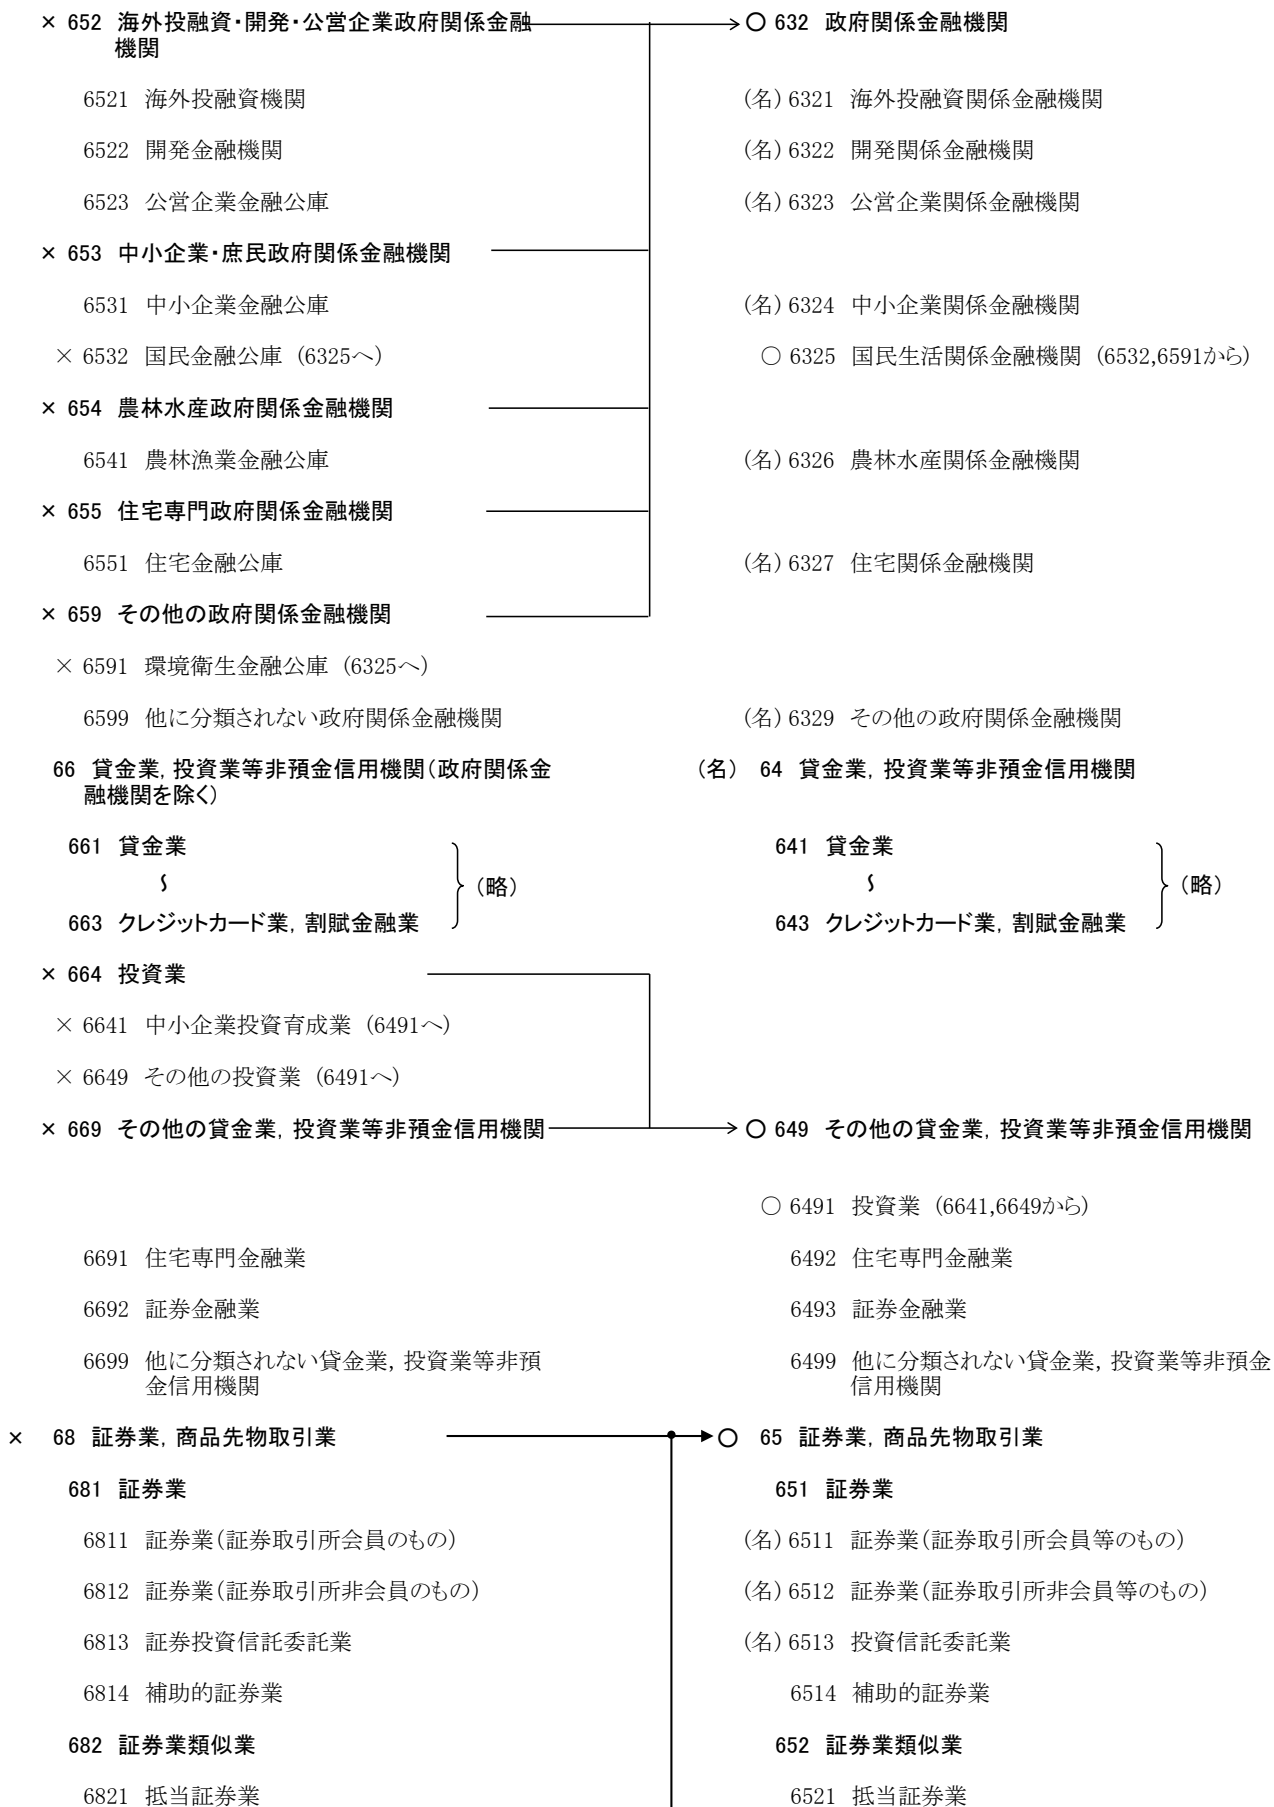 × 652 海外投融資・開発・公営企業政府関係金融機関 ○ 632 政府関係金融機関
6521 海外投融資機関 (名) 6321 海外投融資関係金融機関
6522 開発金融機関 (名) 6322 開発関係金融機関
6523 公営企業金融公庫 (名) 6323 公営企業関係金融機関
× 653 中小企業・庶民政府関係金融機関
6531 中小企業金融公庫 (名) 6324 中小企業関係金融機関
× 6532 国民金融公庫 (6325へ) ○ 6325 国民生活関係金融機関 (6532,6591から)
× 654 農林水産政府関係金融機関
6541 農林漁業金融公庫 (名) 6326 農林水産関係金融機関
× 655 住宅専門政府関係金融機関
6551 住宅金融公庫 (名) 6327 住宅関係金融機関
× 659 その他の政府関係金融機関
× 6591 環境衛生金融公庫 (6325へ)
6599 他に分類されない政府関係金融機関 (名) 6329 その他の政府関係金融機関
66 貸金業, 投資業等非預金信用機関(政府関係金融機関を除く) (名) 64 貸金業, 投資業等非預金信用機関
661 貸金業 641 貸金業
〜 (略) 〜 (略)
663 クレジットカード業, 割賦金融業 643 クレジットカード業, 割賦金融業
× 664 投資業
× 6641 中小企業投資育成業 (6491へ)
× 6649 その他の投資業 (6491へ)
× 669 その他の貸金業, 投資業等非預金信用機関 ○ 649 その他の貸金業, 投資業等非預金信用機関
○ 6491 投資業 (6641,6649から)
6691 住宅専門金融業 6492 住宅専門金融業
6692 証券金融業 6493 証券金融業
6699 他に分類されない貸金業, 投資業等非預金信用機関 6499 他に分類されない貸金業, 投資業等非預金信用機関
× 68 証券業, 商品先物取引業 ○ 65 証券業, 商品先物取引業
681 証券業 651 証券業
6811 証券業(証券取引所会員のもの) (名) 6511 証券業(証券取引所会員等のもの)
6812 証券業(証券取引所非会員のもの) (名) 6512 証券業(証券取引所非会員等のもの)
6813 証券投資信託委託業 (名) 6513 投資信託委託業
6814 補助的証券業 6514 補助的証券業
682 証券業類似業 652 証券業類似業
6821 抵当証券業 6521 抵当証券業